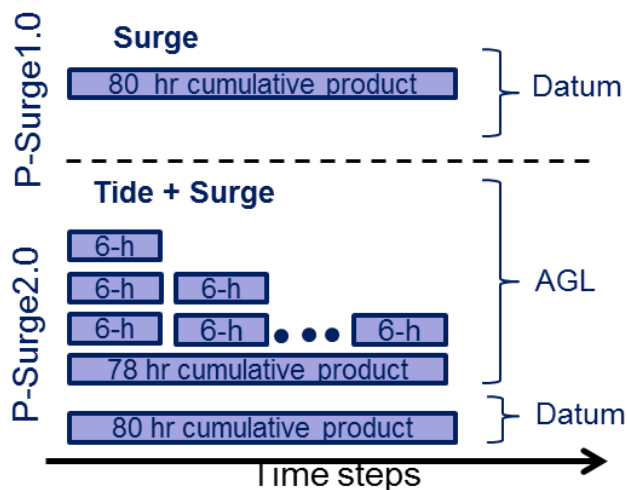 Surge
80 hr cumulative product
Datum
P-Surge1.0
Tide + Surge
6-h
6-h 6-h
6-h 6-h 6-h
78 hr cumulative product
AGL
80 hr cumulative product
Datum
P-Surge2.0
Time steps